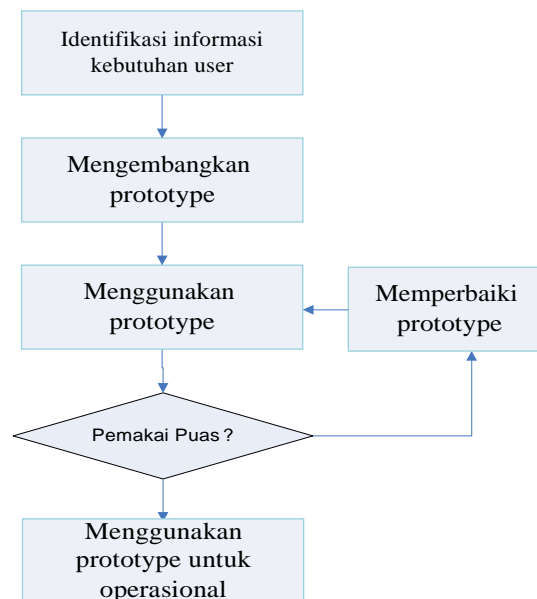 Identifikasi informasi
kebutuhan user
Mengembangkan
prototype
Menggunakan
prototype
Memperbaiki
prototype
Pemakai Puas ?
Menggunakan
prototype untuk
operasional